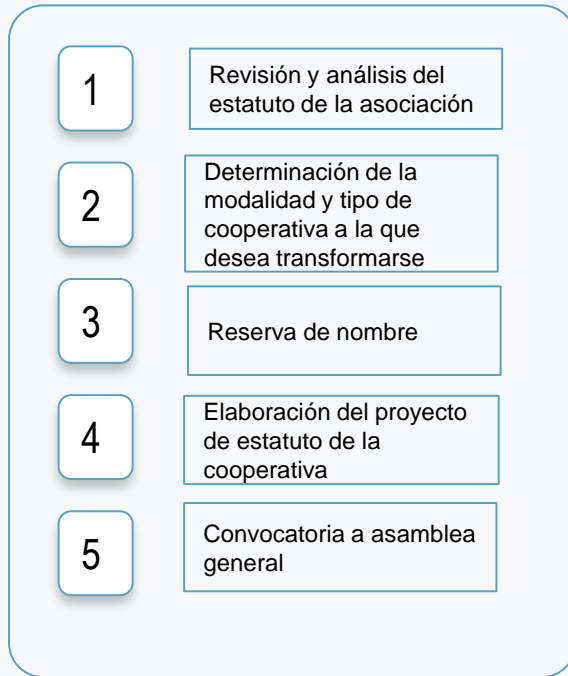 1
Revisión y análisis del
estatuto de la asociación
2
Determinación de la
modalidad y tipo de
cooperativa a la que
desea transformarse
3
Reserva de nombre
4
Elaboración del proyecto
de estatuto de la
cooperativa
5
Convocatoria a asamblea
general